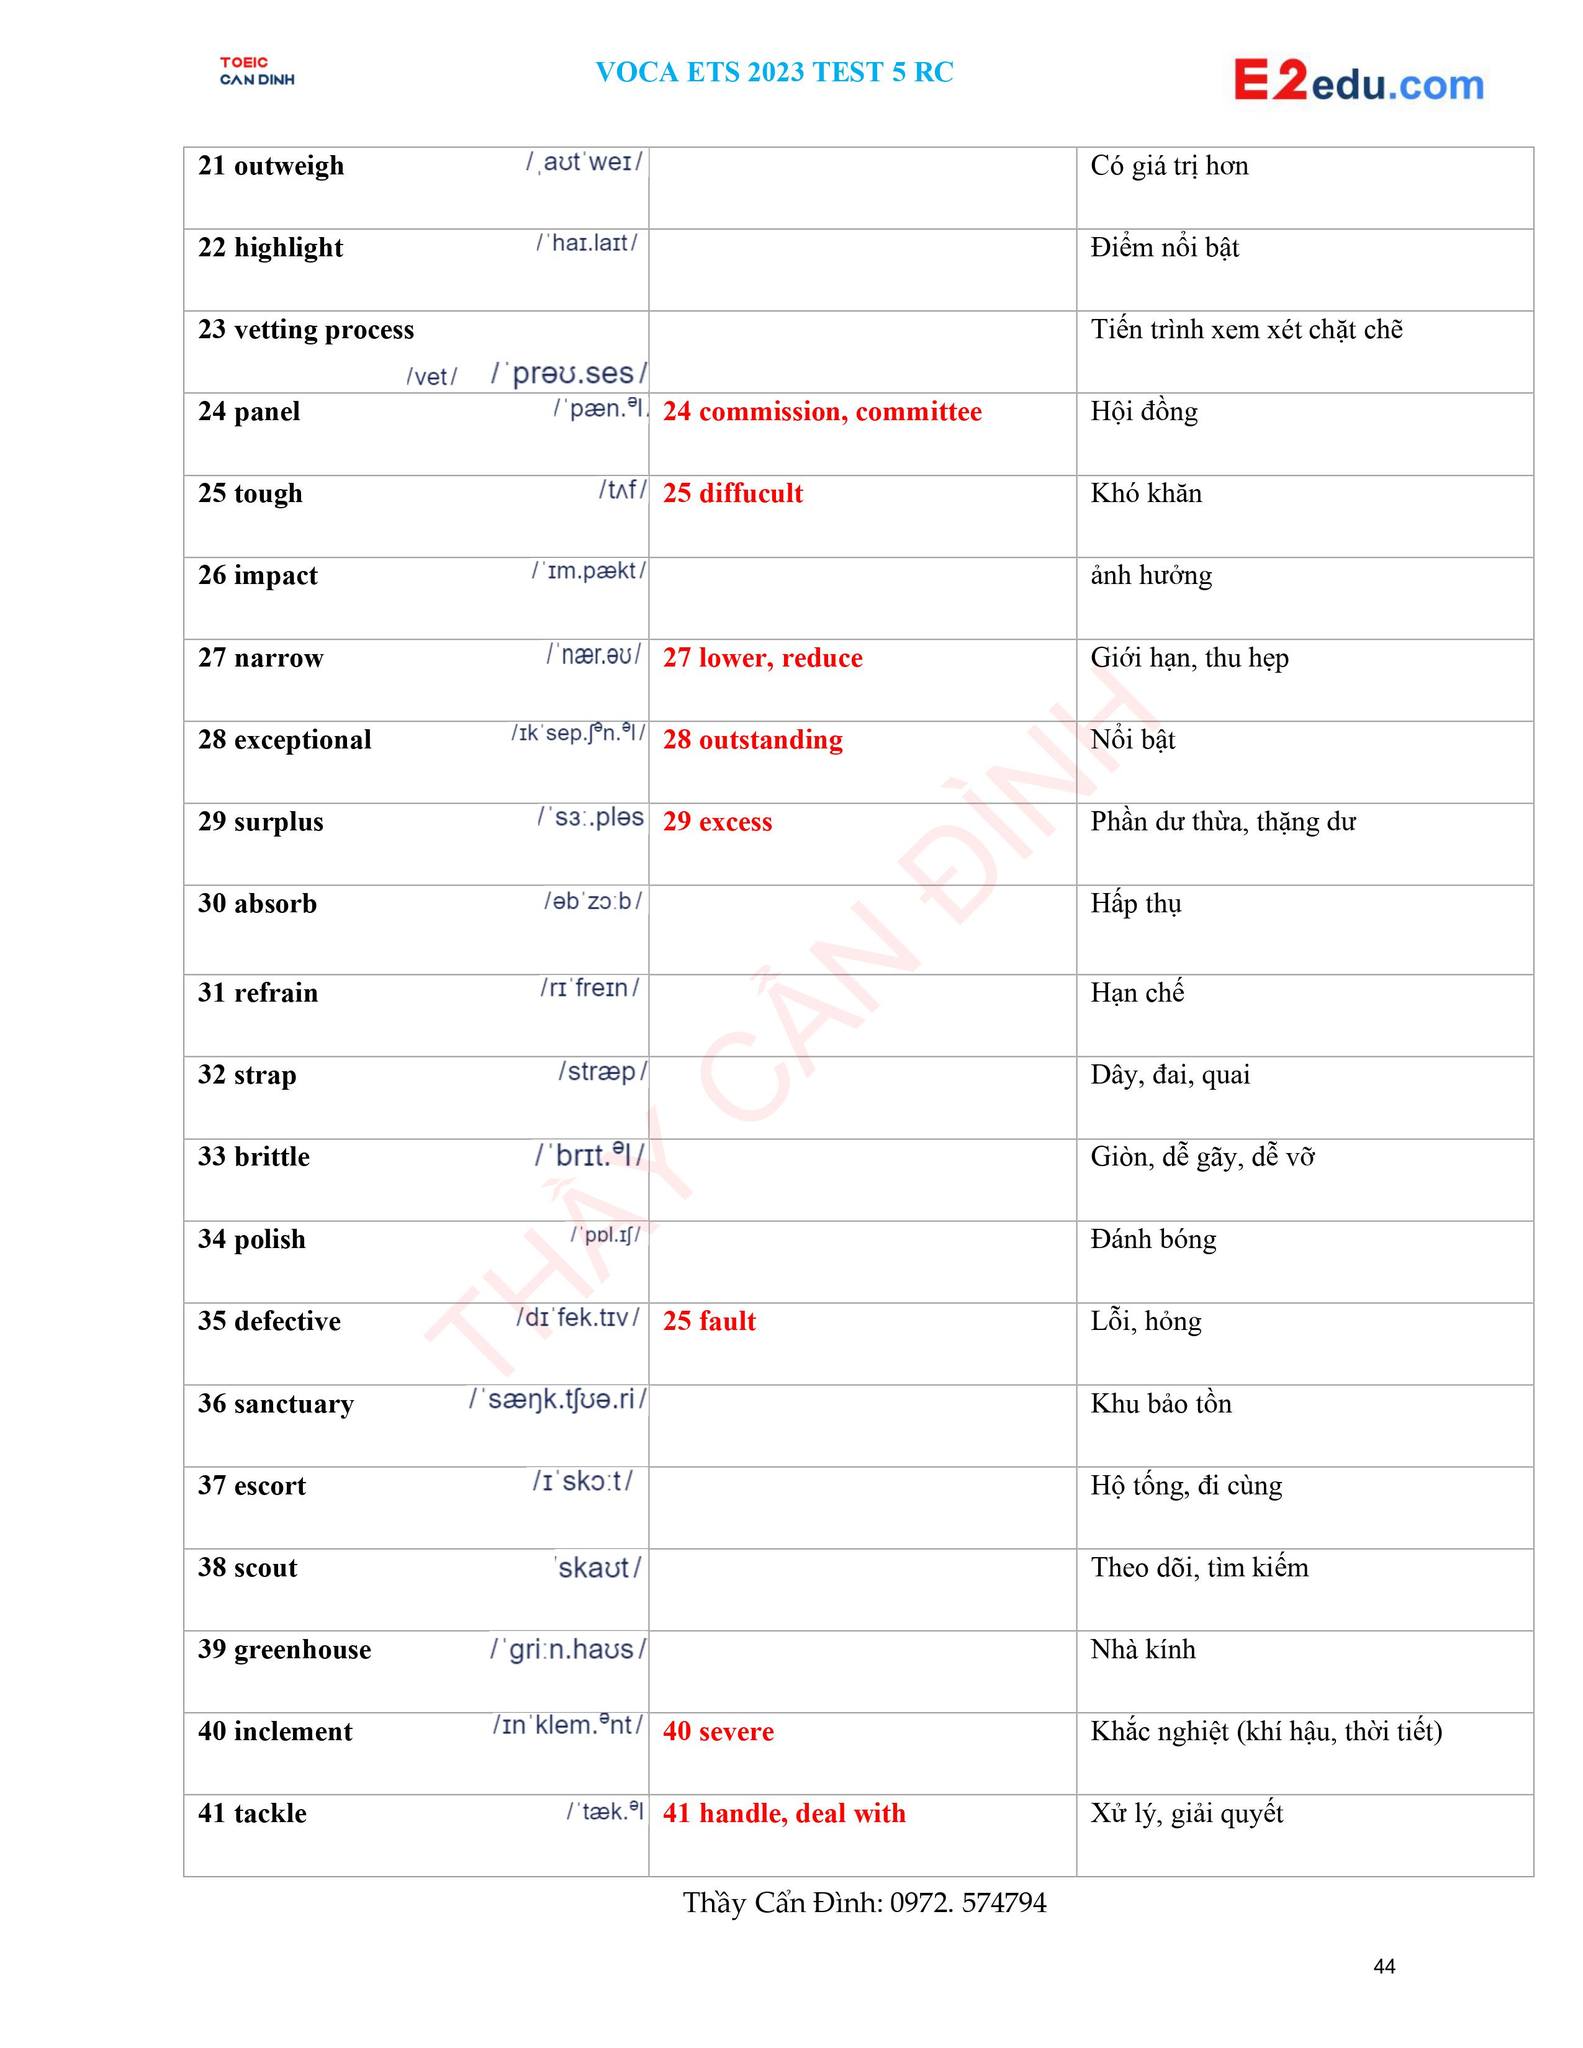 TOEIC
CAN DINH
VOCA ETS 2023 TEST 5 RC
E2edu.com
21 outweigh /ˌaʊtˈweɪ/ Có giá trị hơn
22 highlight /ˈhaɪ.laɪt/ Điểm nổi bật
23 vetting process Tiến trình xem xét chặt chẽ
/vet/ /ˈprəʊ.ses/
24 panel /ˈpæn.ᵊl/ 24 commission, committee Hội đồng
25 tough /tʌf/ 25 diffucult Khó khăn
26 impact /ˈɪm.pækt/ ảnh hưởng
27 narrow /ˈnær.əʊ/ 27 lower, reduce Giới hạn, thu hẹp
28 exceptional /ɪkˈsep.ʃᵊn.ᵊl/ 28 outstanding Nổi bật
29 surplus /ˈsɜː.pləs 29 excess Phần dư thừa, thặng dư
30 absorb /əbˈzɔːb/ Hấp thụ
31 refrain /rɪˈfreɪn/ Hạn chế
32 strap /stræp/ Dây, đai, quai
33 brittle /ˈbrɪt.ᵊl/ Giòn, dễ gãy, dễ vỡ
34 polish /ˈpɒl.ɪʃ/ Đánh bóng
35 defective /dɪˈfek.tɪv/ 25 fault Lỗi, hỏng
36 sanctuary /ˈsæŋk.tʃʊə.ri/ Khu bảo tồn
37 escort /ɪˈskɔːt/ Hộ tống, đi cùng
38 scout ˈskaʊt/ Theo dõi, tìm kiếm
39 greenhouse /ˈɡriːn.haʊs/ Nhà kính
40 inclement /ɪnˈklem.ᵊnt/ 40 severe Khắc nghiệt (khí hậu, thời tiết)
41 tackle /ˈtæk.ᵊl 41 handle, deal with Xử lý, giải quyết
THẦY CẨN ĐÌNH
Thầy Cẩn Đình: 0972. 574794
44